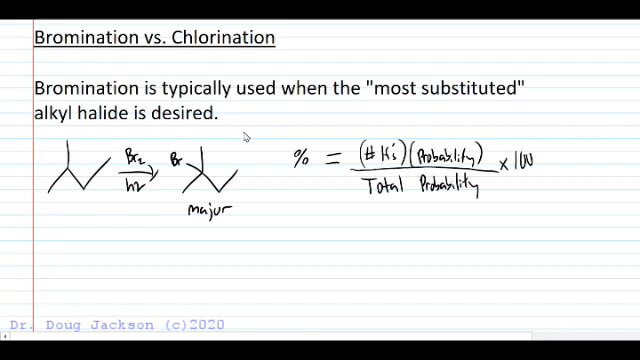 Bromination vs. Chlorination
Bromination is typically used when the "most substituted"
alkyl halide is desired.
Br₂
hν
Br
major
% = (# H's)(Probability) / Total Probability × 100
Dr. Doug Jackson (c)2020